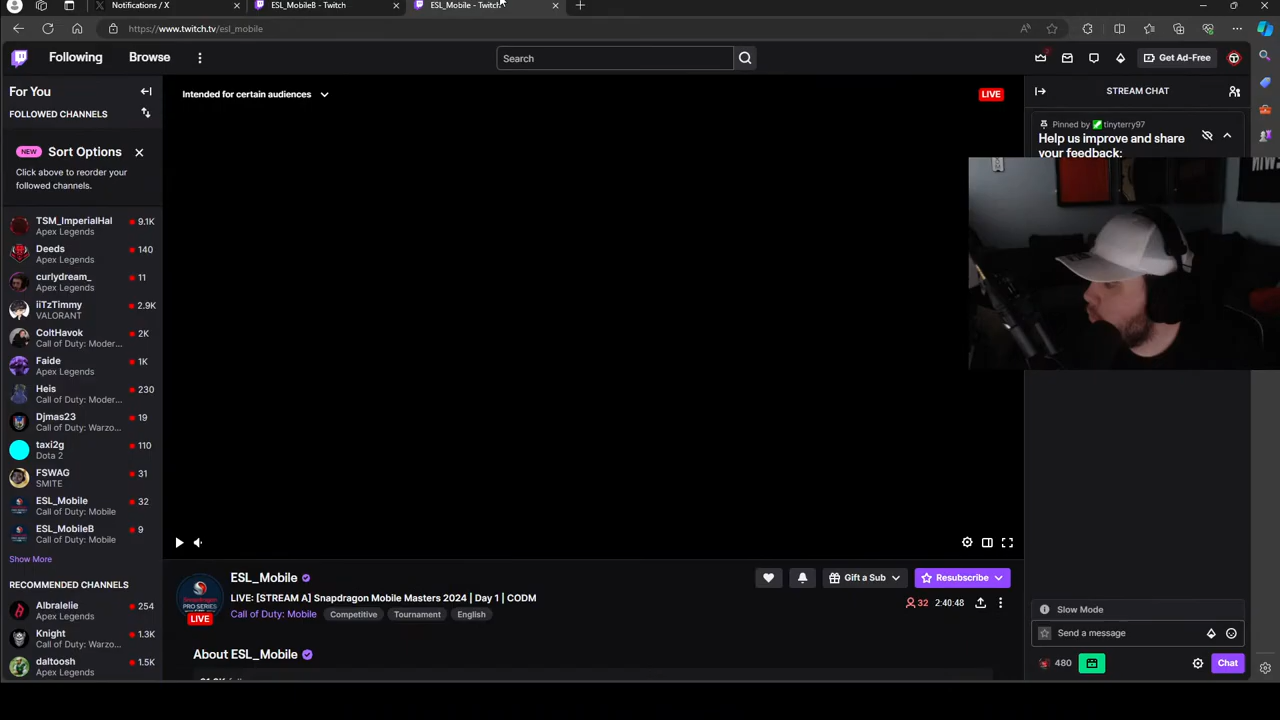 Notifications / X
ESL_MobileB - Twitch
ESL_Mobile - Twitch
https://www.twitch.tv/esl_mobile
Following
Browse
Search
Get Ad-Free
For You
FOLLOWED CHANNELS
NEW Sort Options
Click above to reorder your
followed channels.
TSM_ImperialHal 9.1K
Apex Legends
Deeds 140
Apex Legends
curlydream_ 11
Apex Legends
iiTzTimmy 2.9K
VALORANT
ColtHavok 2K
Call of Duty: Moder...
Faide 1K
Apex Legends
Heis 230
Call of Duty: Moder...
Djmas23 19
Call of Duty: Warzo...
taxi2g 110
Dota 2
FSWAG 31
SMITE
ESL_Mobile 32
Call of Duty: Mobile
ESL_MobileB 9
Call of Duty: Mobile
Show More
RECOMMENDED CHANNELS
Albralelie 254
Apex Legends
Knight 1.3K
Call of Duty: Warzo...
daltoosh 1.5K
Apex Legends
Intended for certain audiences
LIVE
SNAPDRAGON
PRO SERIES
LIVE
ESL_Mobile
LIVE: [STREAM A] Snapdragon Mobile Masters 2024 | Day 1 | CODM
Call of Duty: Mobile Competitive Tournament English
Gift a Sub
Resubscribe
32 2:40:48
About ESL_Mobile
STREAM CHAT
Pinned by tinyterry97
Help us improve and share
your feedback:
Slow Mode
Send a message
480
Chat